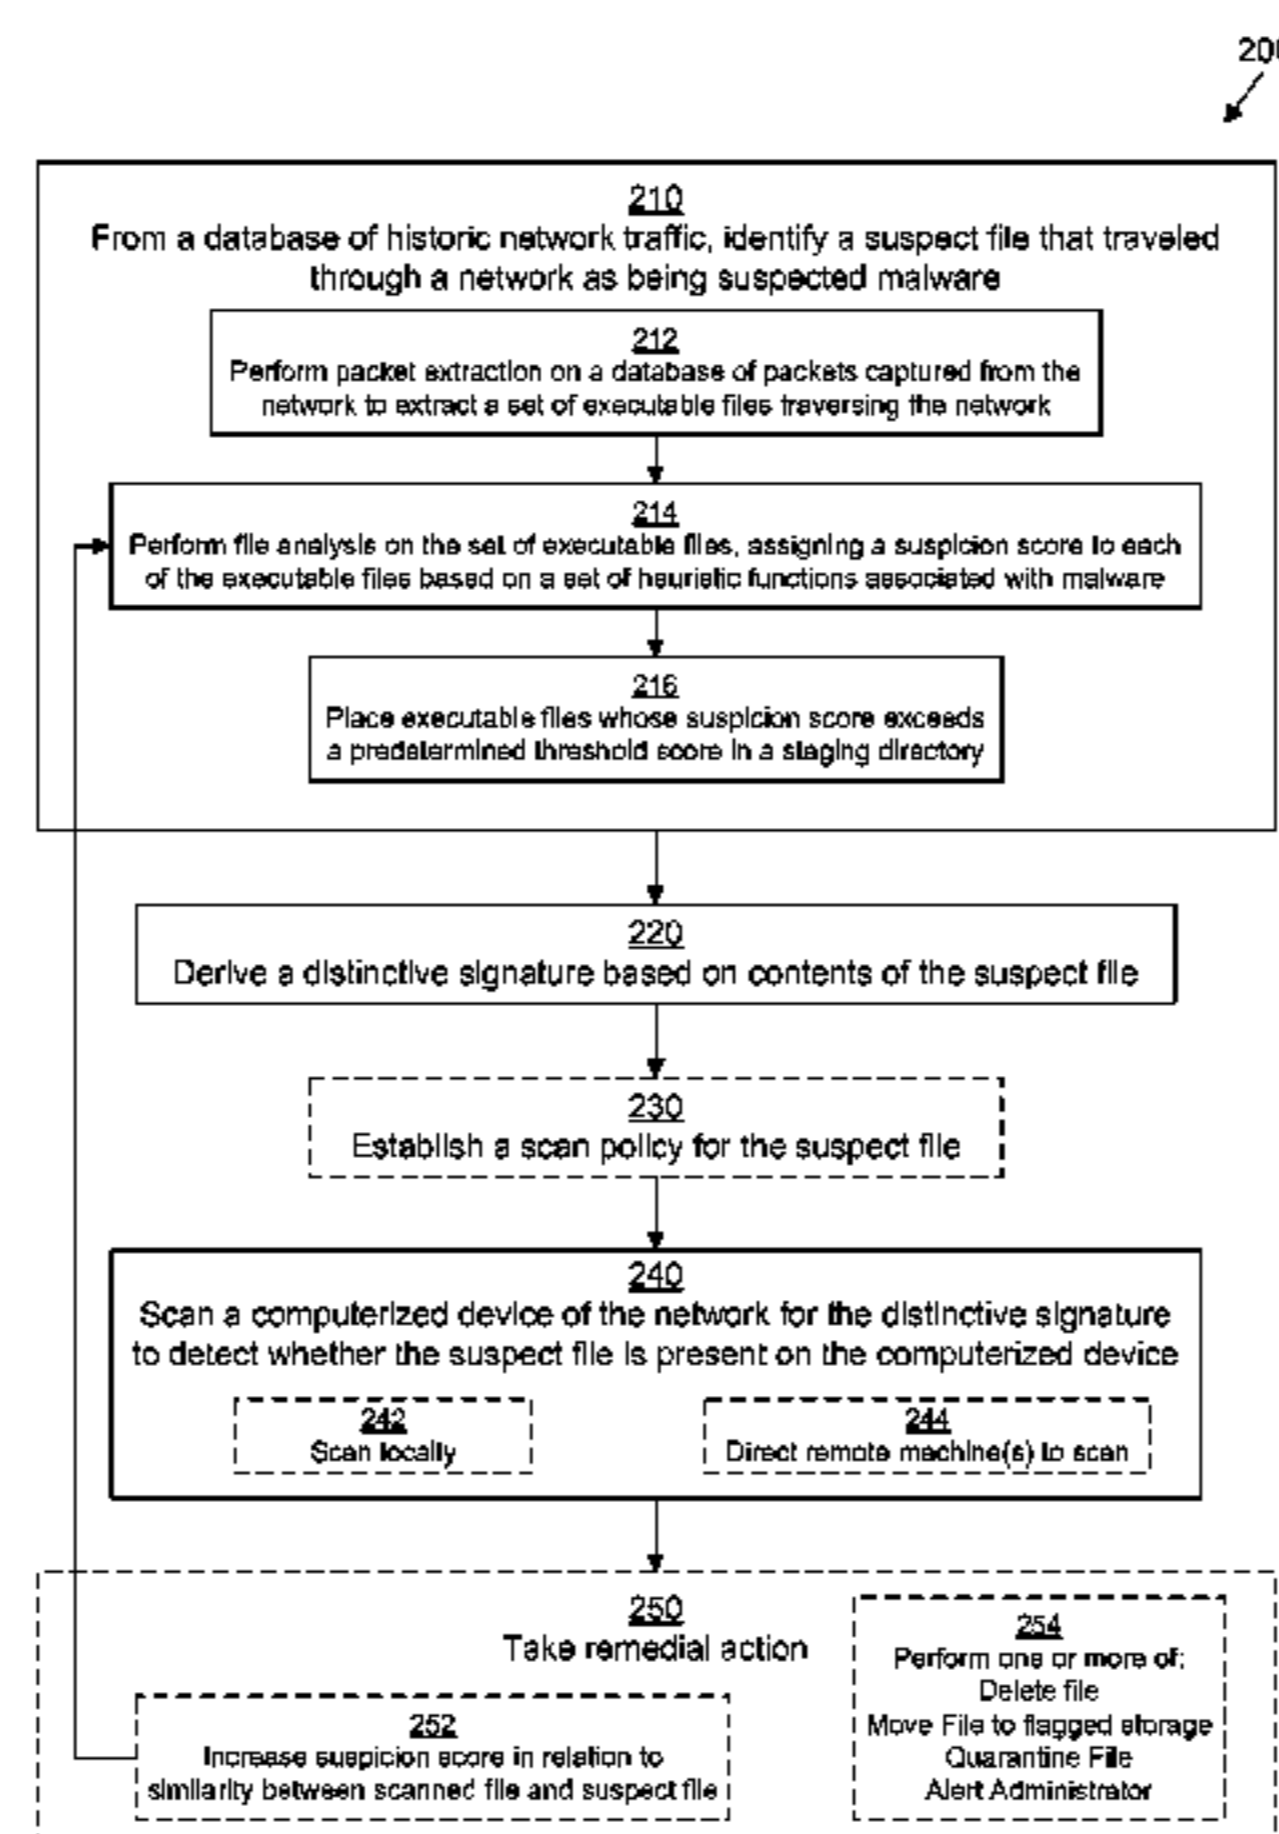 200
210
From a database of historic network traffic, identify a suspect file that traveled
through a network as being suspected malware
212
Perform packet extraction on a database of packets captured from the
network to extract a set of executable files traversing the network
214
Perform file analysis on the set of executable files, assigning a suspicion score to each
of the executable files based on a set of heuristic functions associated with malware
216
Place executable files whose suspicion score exceeds
a predetermined threshold score in a staging directory
220
Derive a distinctive signature based on contents of the suspect file
230
Establish a scan policy for the suspect file
240
Scan a computerized device of the network for the distinctive signature
to detect whether the suspect file is present on the computerized device
242
Scan locally
244
Direct remote machine(s) to scan
250
Take remedial action
252
Increase suspicion score in relation to
similarity between scanned file and suspect file
254
Perform one or more of:
Delete file
Move File to flagged storage
Quarantine File
Alert Administrator